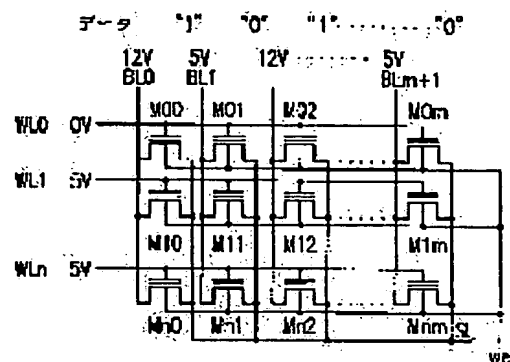 データ "1" "0" "1" ........ "0"
12V 5V 12V ........ 5V
BL0 BL1 BLm+1
M00 M01 M02 M0m
WL0 0V
WL1 5V
M10 M11 M12 M1m
WLn 5V
Mn0 Mn1 Mn2 Mnm
we